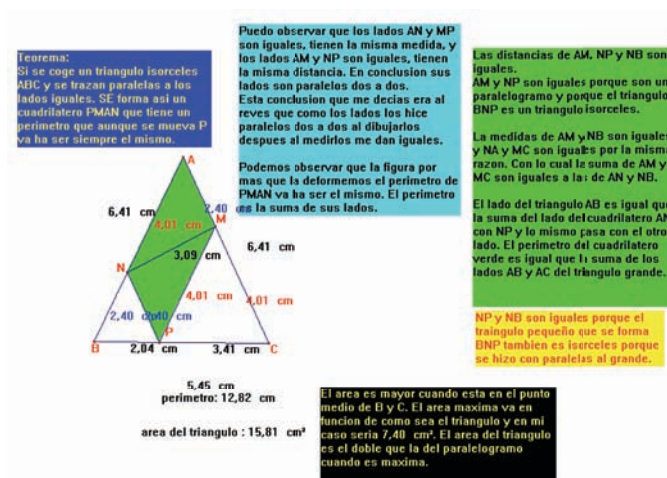 Teorema:
Si se coge un triangulo isorceles
ABC y se trazan paralelas a los
lados iguales. SE forma asi un
cuadrilatero PMAN que tiene un
perimetro que aunque se mueva P
va ha ser siempre el mismo.
Puedo observar que los lados AN y MP
son iguales, tienen la misma medida, y
los lados AM y NP son iguales, tienen
la misma distancia. En conclusion sus
lados son paralelos dos a dos.
Esta conclusion que me decias era al
reves que como los lados los hice
paralelos dos a dos al dibujarlos
despues al medirlos me dan iguales.
Podemos observar que la figura por
mas que la deformemos el perimetro de
PMAN va ha ser el mismo. El perimetro
es la suma de sus lados.
Las distancias de AM, NP y NB son
iguales.
AM y NP son iguales porque son un
paralelogramo y porque el triangulo
BNP es un triangulo isorceles.
La medidas de AM y NB son iguales
y NA y MC son iguales por la misma
razon. Con lo cual la suma de AM y
MC son iguales a la de AN y NB.
El lado del triangulo AB es igual que
la suma del lado del cuadrilatero AN
con NP y lo mismo pasa con el otro
lado. El perimetro del cuadrilatero
verde es igual que la suma de los
lados AB y AC del triangulo grande.
NP y NB son iguales porque el
traingulo pequeño que se forma
BNP tambien es isorceles porque
se hizo con paralelas al grande.
A
6,41 cm
4,01 cm
2,40 cm
M
3,09 cm
6,41 cm
N
4,01 cm
4,01 cm
2,40
2,40 cm
B
P
C
2,04 cm
3,41 cm
5,45 cm
perimetro: 12,82 cm
area del triangulo : 15,81 cm²
El area es mayor cuando esta en el punto
medio de B y C. El area maxima va en
funcion de como sea el triangulo y en mi
caso seria 7,40 cm². El area del triangulo
es el doble que la del paralelogramo
cuando es maxima.